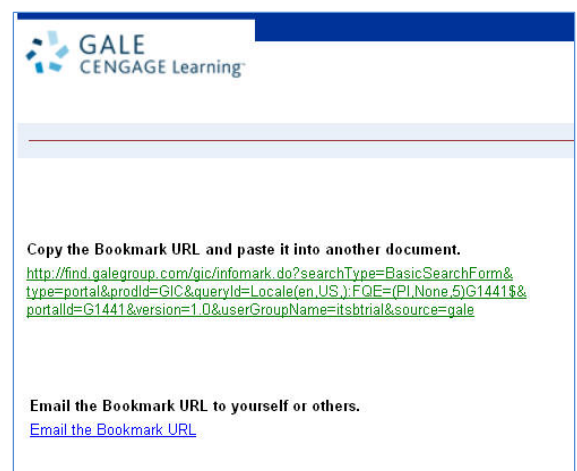 GALE
CENGAGE Learning
Copy the Bookmark URL and paste it into another document.
http://find.galegroup.com/gic/infomark.do?searchType=BasicSearchForm&
type=portal&prodId=GIC&queryId=Locale(en,US,):FQE=(PI,None,5)G1441$&
portalId=G1441&version=1.0&userGroupName=itsbtrial&source=gale
Email the Bookmark URL to yourself or others.
Email the Bookmark URL